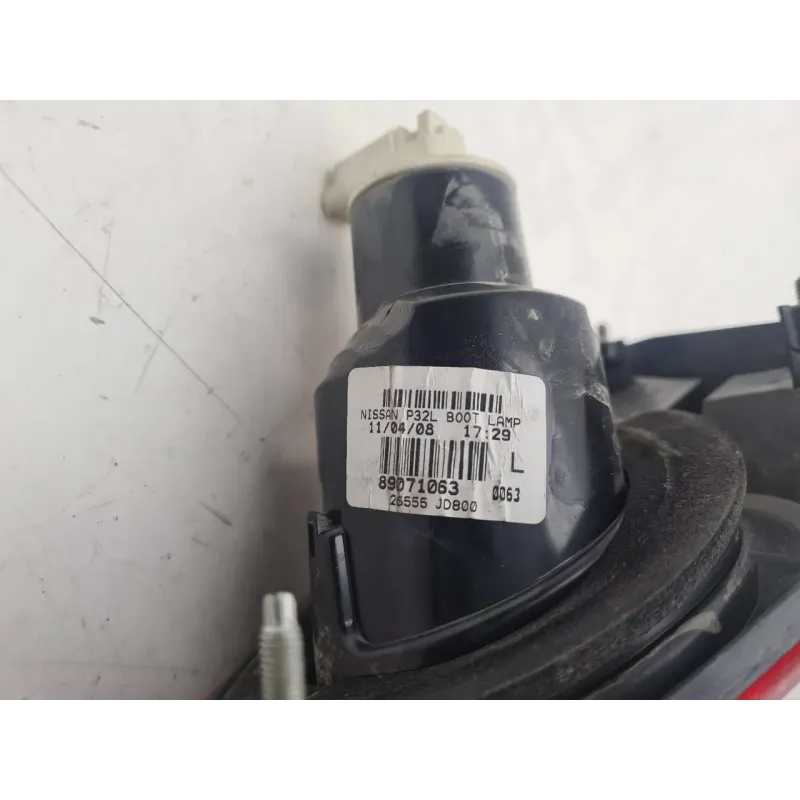 NISSAN P32L BOOT LAMP
11/04/08 17:29
L
89071063 0063
26555 JD800